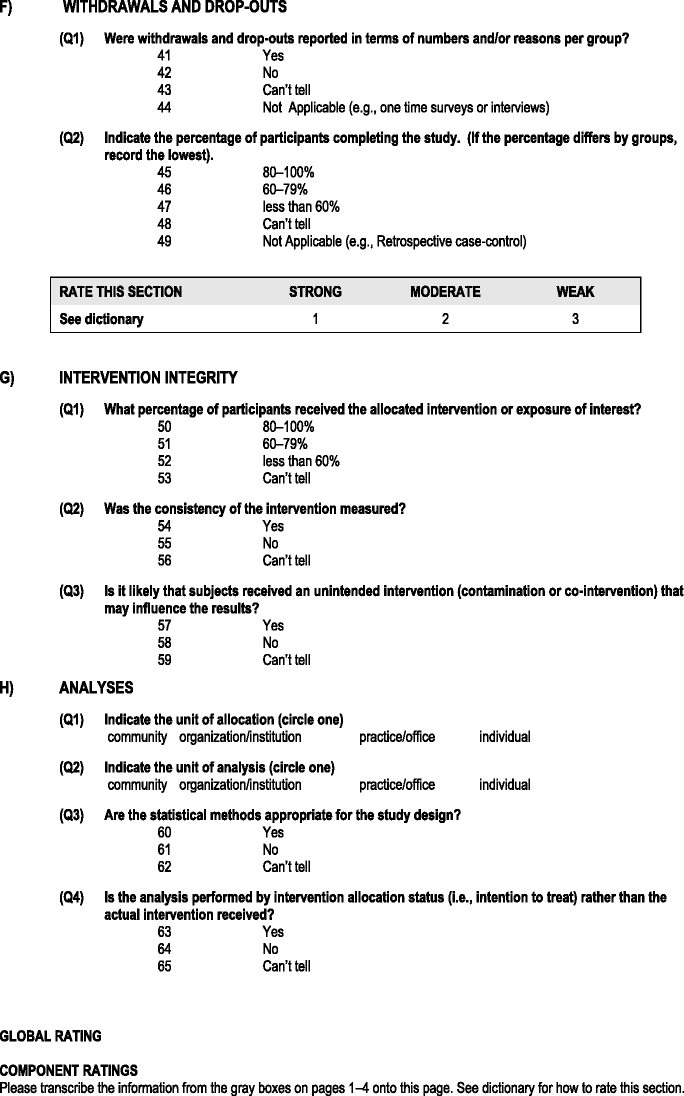 F) WITHDRAWALS AND DROP-OUTS
(Q1) Were withdrawals and drop-outs reported in terms of numbers and/or reasons per group?
41 Yes
42 No
43 Can't tell
44 Not Applicable (e.g., one time surveys or interviews)
(Q2) Indicate the percentage of participants completing the study. (If the percentage differs by groups,
record the lowest).
45 80–100%
46 60–79%
47 less than 60%
48 Can't tell
49 Not Applicable (e.g., Retrospective case-control)
RATE THIS SECTION STRONG MODERATE WEAK
See dictionary 1 2 3
G) INTERVENTION INTEGRITY
(Q1) What percentage of participants received the allocated intervention or exposure of interest?
50 80–100%
51 60–79%
52 less than 60%
53 Can't tell
(Q2) Was the consistency of the intervention measured?
54 Yes
55 No
56 Can't tell
(Q3) Is it likely that subjects received an unintended intervention (contamination or co-intervention) that
may influence the results?
57 Yes
58 No
59 Can't tell
H) ANALYSES
(Q1) Indicate the unit of allocation (circle one)
community organization/institution practice/office individual
(Q2) Indicate the unit of analysis (circle one)
community organization/institution practice/office individual
(Q3) Are the statistical methods appropriate for the study design?
60 Yes
61 No
62 Can't tell
(Q4) Is the analysis performed by intervention allocation status (i.e., intention to treat) rather than the
actual intervention received?
63 Yes
64 No
65 Can't tell
GLOBAL RATING
COMPONENT RATINGS
Please transcribe the information from the gray boxes on pages 1–4 onto this page. See dictionary for how to rate this section.